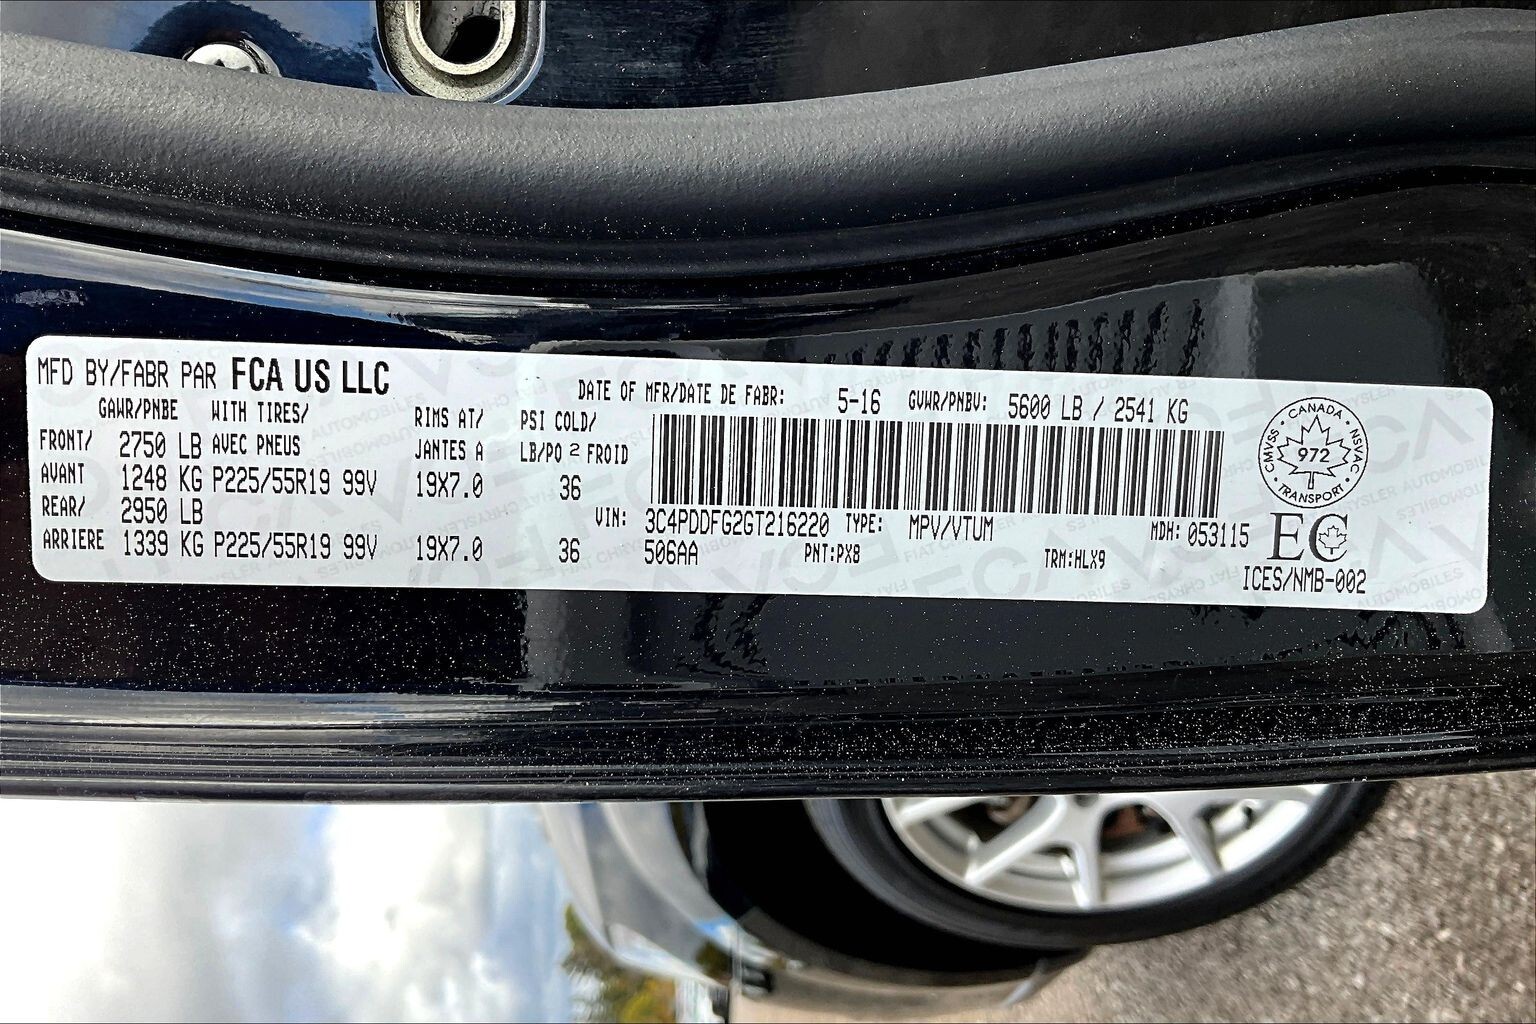 MFD BY/FABR PAR FCA US LLC
DATE OF MFR/DATE DE FABR: 5-16 GVWR/PNBV: 5600 LB / 2541 KG
GAWR/PNBE WITH TIRES/ RIMS AT/ PSI COLD/
FRONT/ 2750 LB AVEC PNEUS JANTES A LB/PO 2 FROID
AVANT 1248 KG P225/55R19 99V 19X7.0 36
REAR/ 2950 LB
ARRIERE 1339 KG P225/55R19 99V 19X7.0 36
VIN: 3C4PDDFG2GT216220 TYPE: MPV/VTUM MDH: 053115
506AA PNT:PX8 TRM:HLX9
CANADA
CMVSS 972 NSVAC
TRANSPORT
EC
ICES/NMB-002